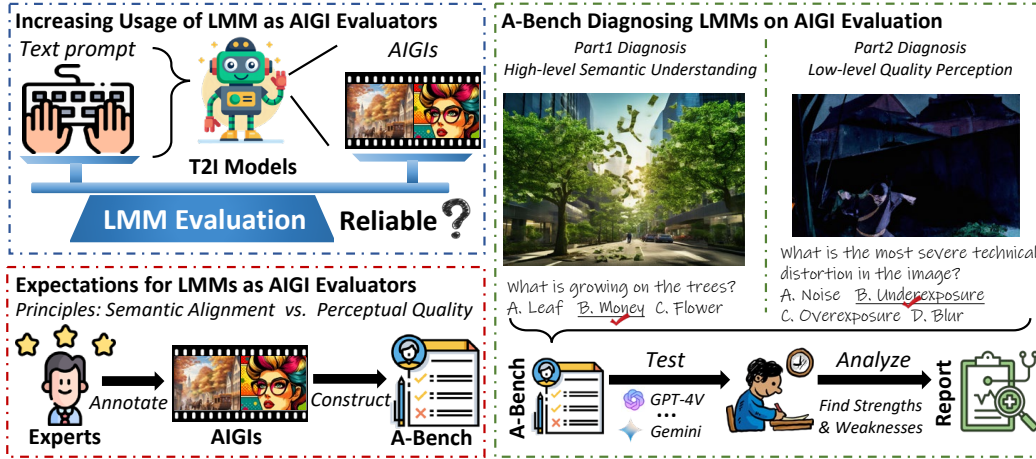 Increasing Usage of LMM as AIGI Evaluators
Text prompt
AIGIs
T2I Models
LMM Evaluation
Reliable ?
Expectations for LMMs as AIGI Evaluators
Principles: Semantic Alignment vs. Perceptual Quality
Annotate
Construct
Experts
AIGIs
A-Bench
A-Bench Diagnosing LMMs on AIGI Evaluation
Part1 Diagnosis
High-level Semantic Understanding
Part2 Diagnosis
Low-level Quality Perception
What is growing on the trees?
A. Leaf B. Money C. Flower
What is the most severe technical
distortion in the image?
A. Noise B. Underexposure
C. Overexposure D. Blur
A-Bench
Test
GPT-4V
...
Gemini
Analyze
Find Strengths
& Weaknesses
Report